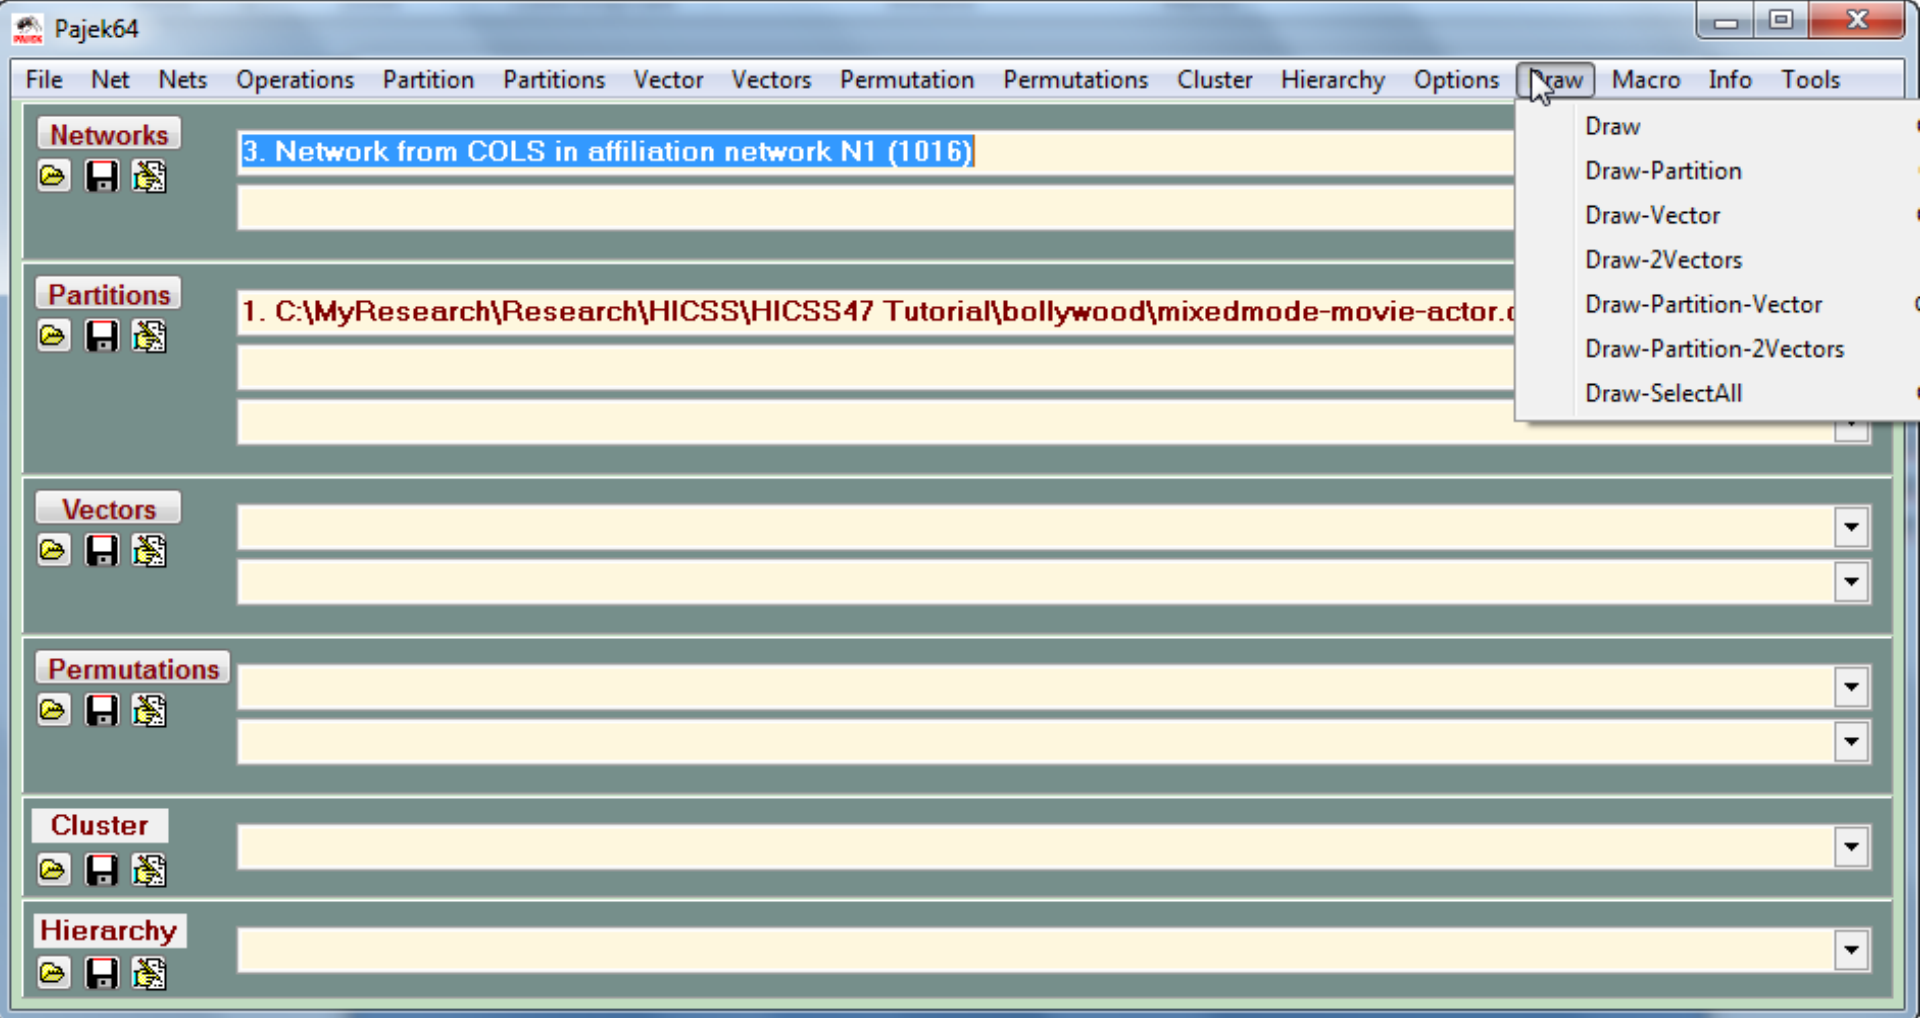 Pajek64
File Net Nets Operations Partition Partitions Vector Vectors Permutation Permutations Cluster Hierarchy Options Draw Macro Info Tools
Networks
3. Network from COLS in affiliation network N1 (1016)
Draw
Draw-Partition
Draw-Vector
Draw-2Vectors
Draw-Partition-Vector
Draw-Partition-2Vectors
Draw-SelectAll
Partitions
1. C:\MyResearch\Research\HICSS\HICSS47 Tutorial\bollywood\mixedmode-movie-actor.
Vectors
Permutations
Cluster
Hierarchy